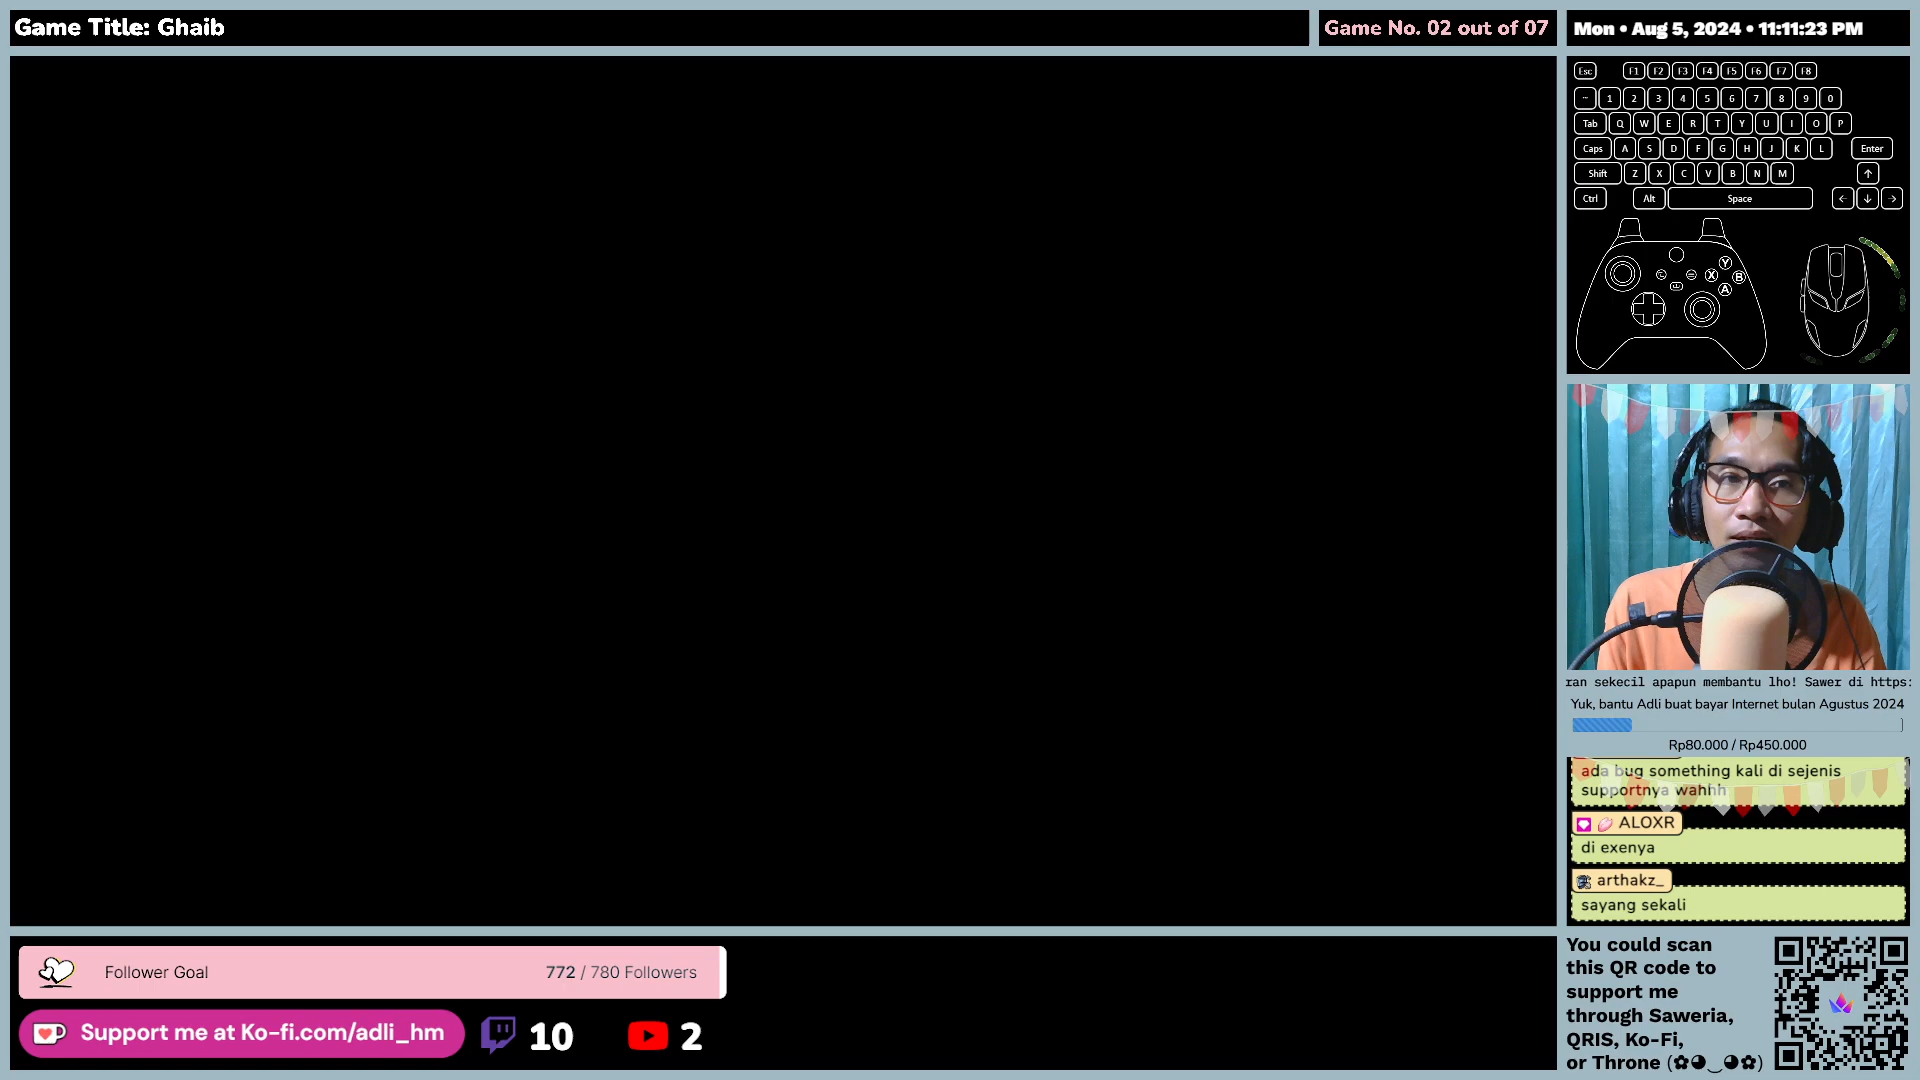 Game Title: Ghaib
Game No. 02 out of 07
Mon • Aug 5, 2024 • 11:11:23 PM
Esc F1 F2 F3 F4 F5 F6 F7 F8
~ 1 2 3 4 5 6 7 8 9 0
Tab Q W E R T Y U I O P
Caps A S D F G H J K L Enter
Shift Z X C V B N M ↑
Ctrl Alt Space ← ↓ →
Y
X B
A
ran sekecil apapun membantu lho! Sawer di https:
Yuk, bantu Adli buat bayar Internet bulan Agustus 2024
Rp80.000 / Rp450.000
ada bug something kali di sejenis
supportnya wahhh
ALOXR
di exenya
arthakz_
sayang sekali
Follower Goal
772 / 780 Followers
Support me at Ko-fi.com/adli_hm
10
2
You could scan
this QR code to
support me
through Saweria,
QRIS, Ko-Fi,
or Throne (✿◕‿◕✿)